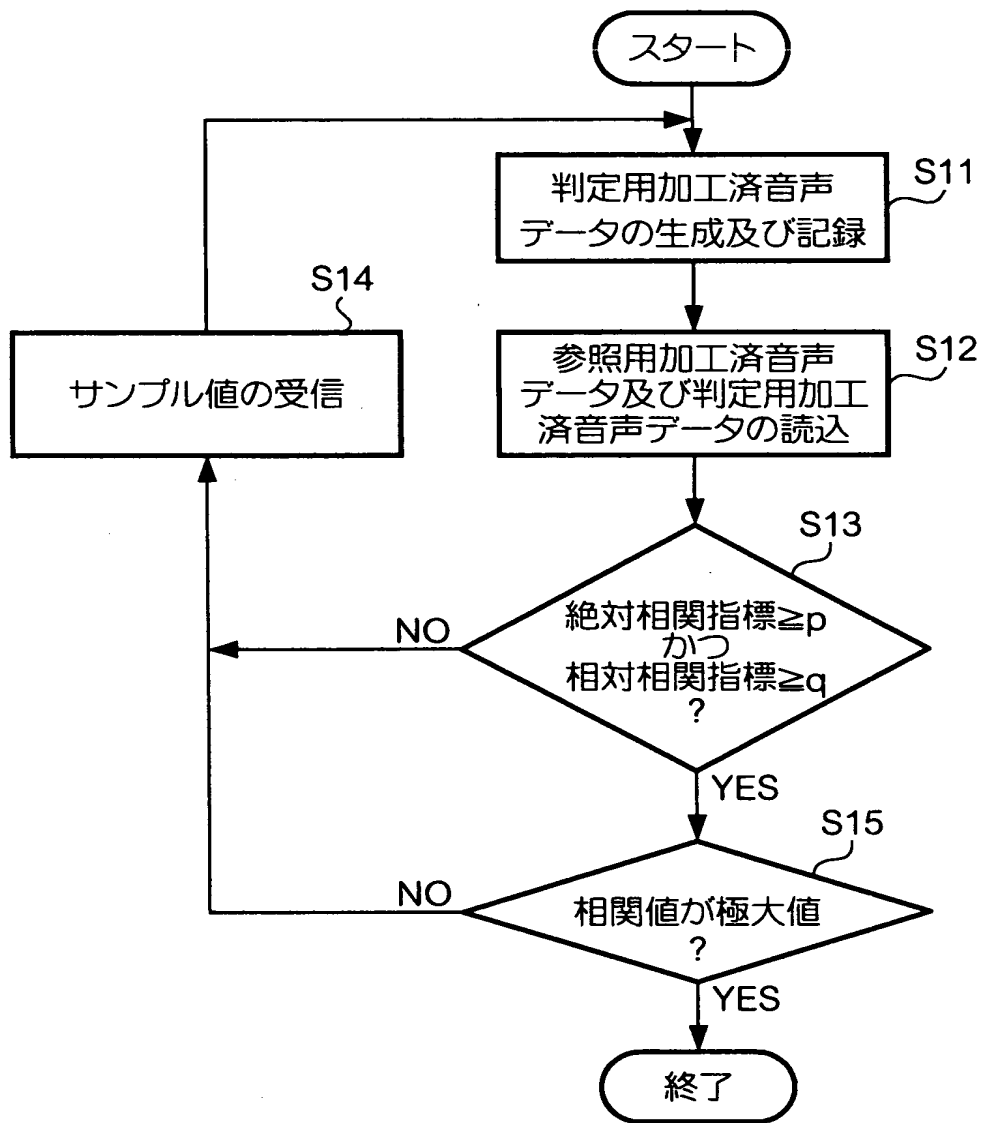 スタート
S11
判定用加工済音声
データの生成及び記録
S14
サンプル値の受信
S12
参照用加工済音声
データ及び判定用加工
済音声データの読込
S13
絶対相関指標≧p
かつ
相対相関指標≧q
?
NO
YES
S15
相関値が極大値
?
NO
YES
終了